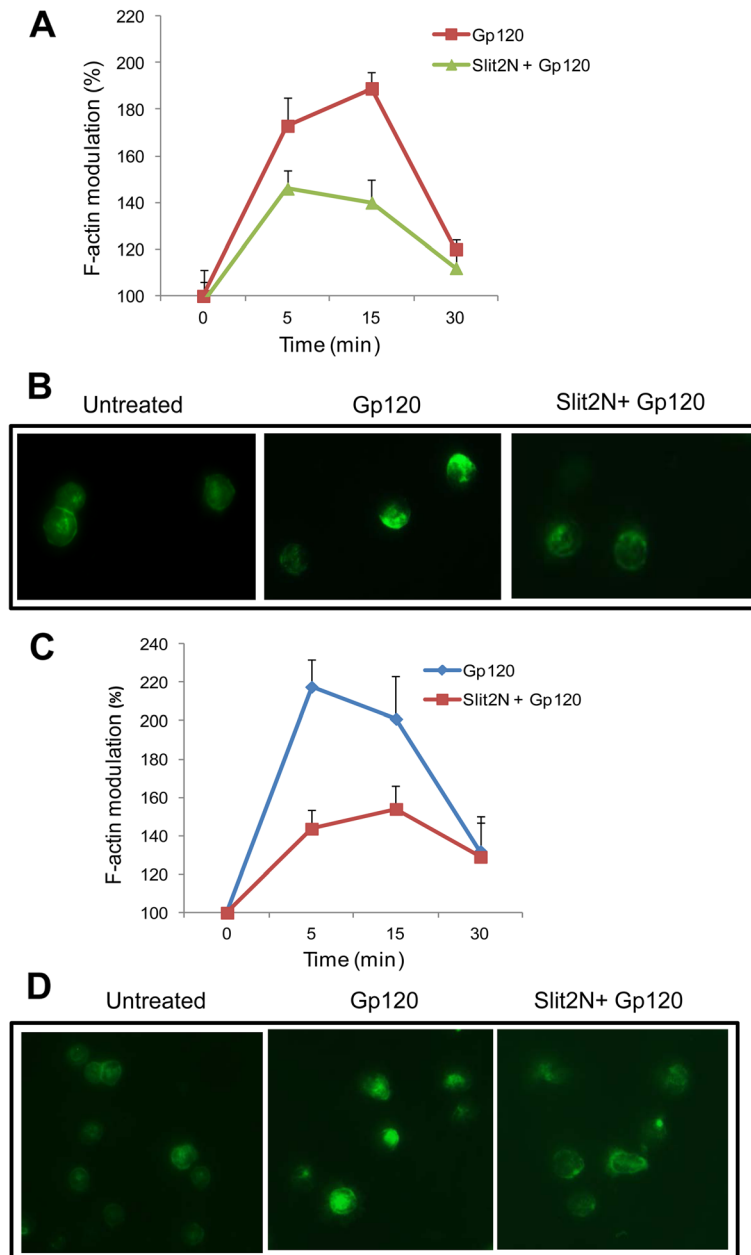 A
220
200
180
160
140
120
100
F-actin modulation (%)
Gp120
Slit2N + Gp120
0 5 15 30
Time (min)
B
Untreated Gp120 Slit2N+ Gp120
C
240
220
200
180
160
140
120
100
F-actin modulation (%)
Gp120
Slit2N + Gp120
0 5 15 30
Time (min)
D
Untreated Gp120 Slit2N+ Gp120